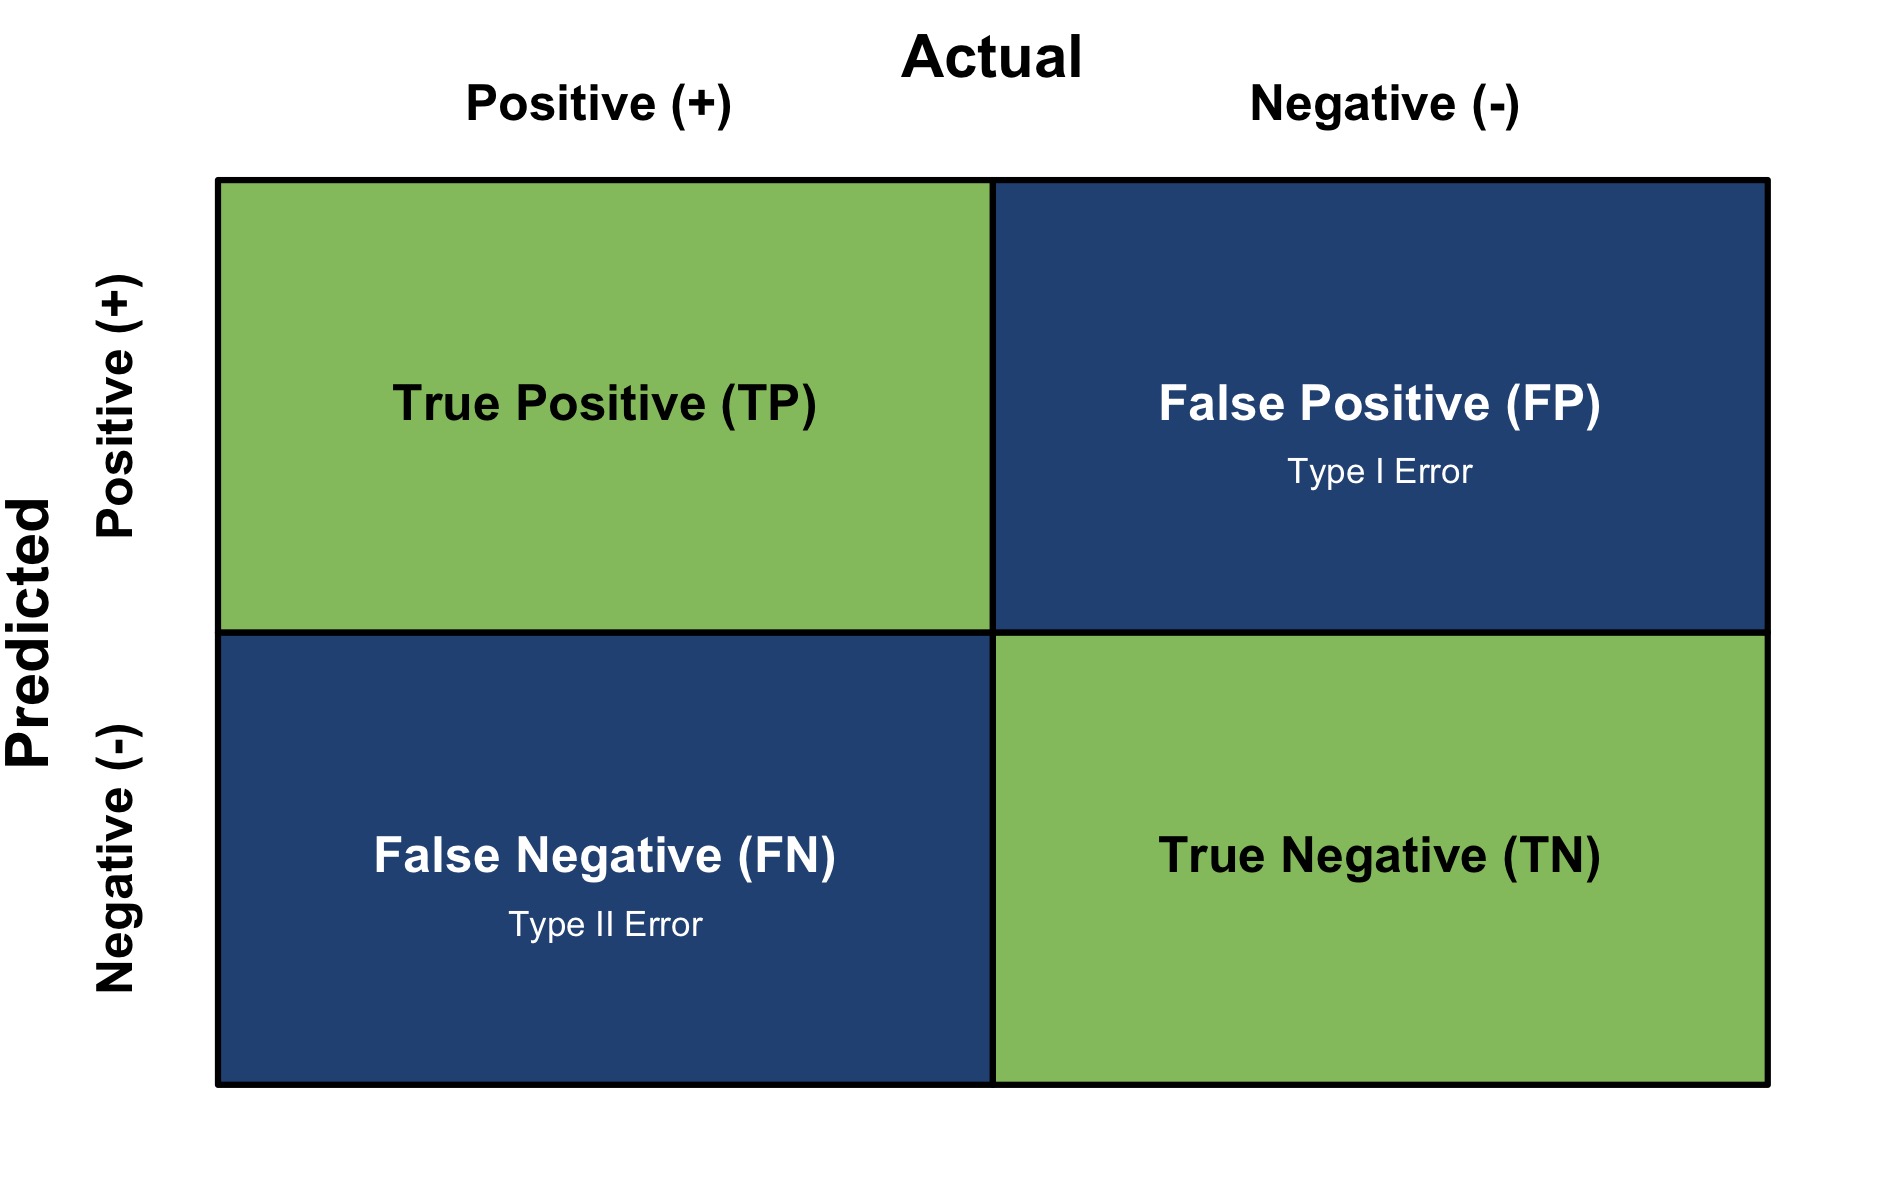 Actual
Positive (+)
Negative (-)
Predicted
Positive (+)
True Positive (TP)
False Positive (FP)
Type I Error
Negative (-)
False Negative (FN)
Type II Error
True Negative (TN)